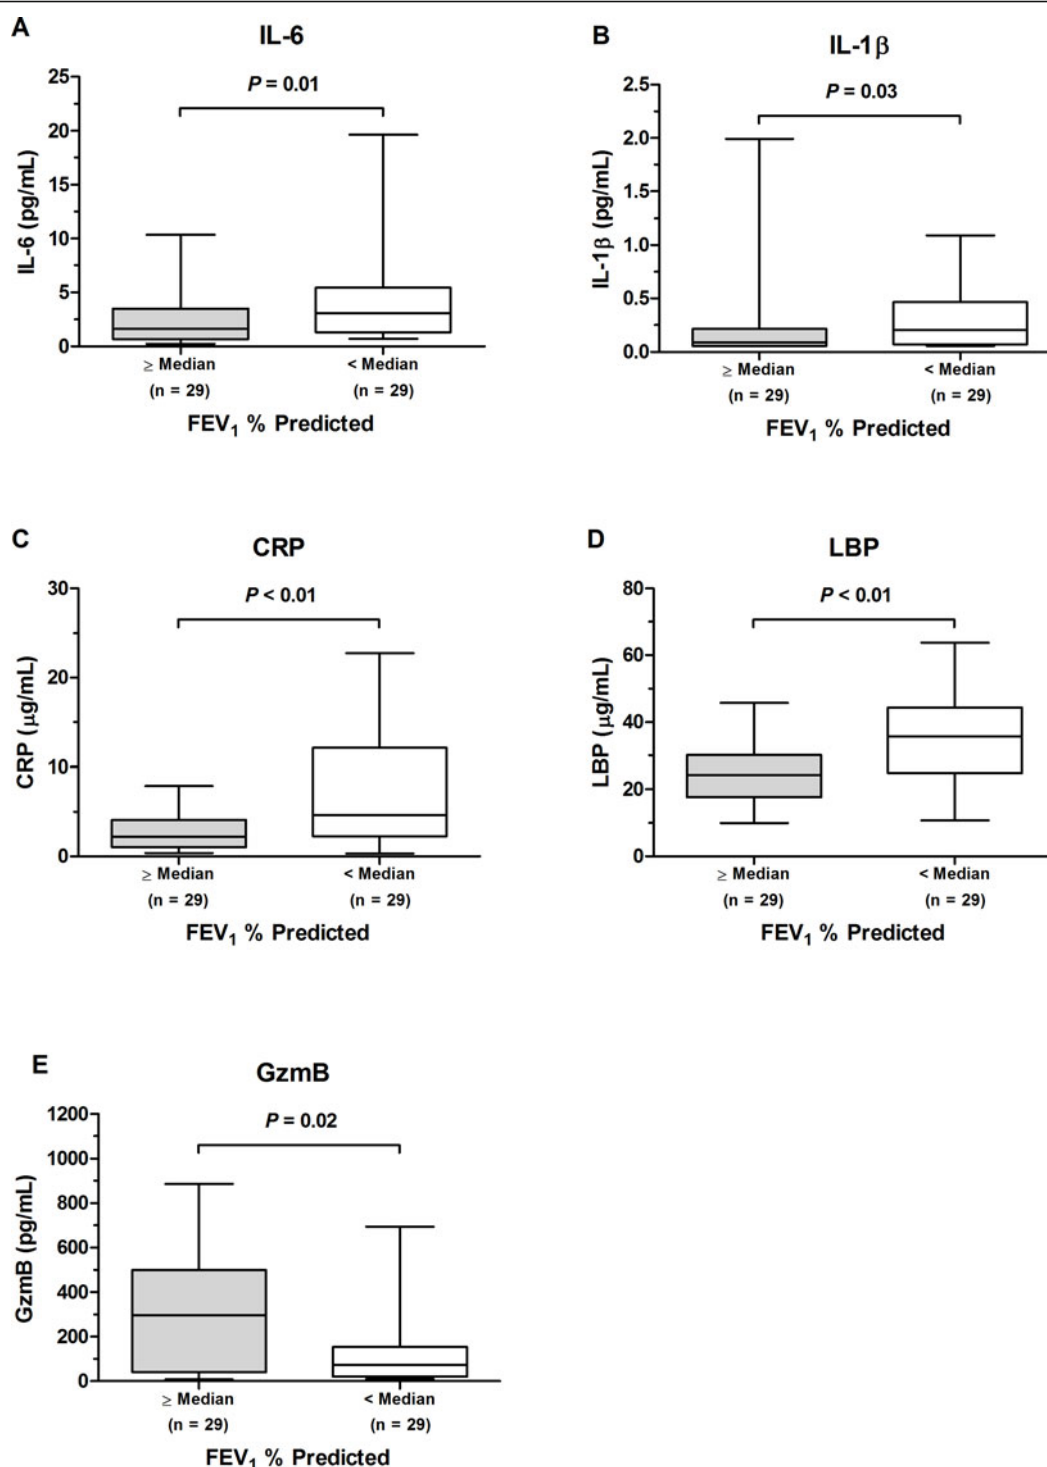 A
IL-6
P = 0.01
IL-6 (pg/mL)
25
20
15
10
5
0
≥ Median
< Median
(n = 29)
(n = 29)
FEV1 % Predicted
B
IL-1β
P = 0.03
IL-1β (pg/mL)
2.5
2.0
1.5
1.0
0.5
0.0
≥ Median
< Median
(n = 29)
(n = 29)
FEV1 % Predicted
C
CRP
P < 0.01
CRP (μg/mL)
30
20
10
0
≥ Median
< Median
(n = 29)
(n = 29)
FEV1 % Predicted
D
LBP
P < 0.01
LBP (μg/mL)
80
60
40
20
0
≥ Median
< Median
(n = 29)
(n = 29)
FEV1 % Predicted
E
GzmB
P = 0.02
GzmB (pg/mL)
1200
1000
800
600
400
200
0
≥ Median
< Median
(n = 29)
(n = 29)
FEV1 % Predicted